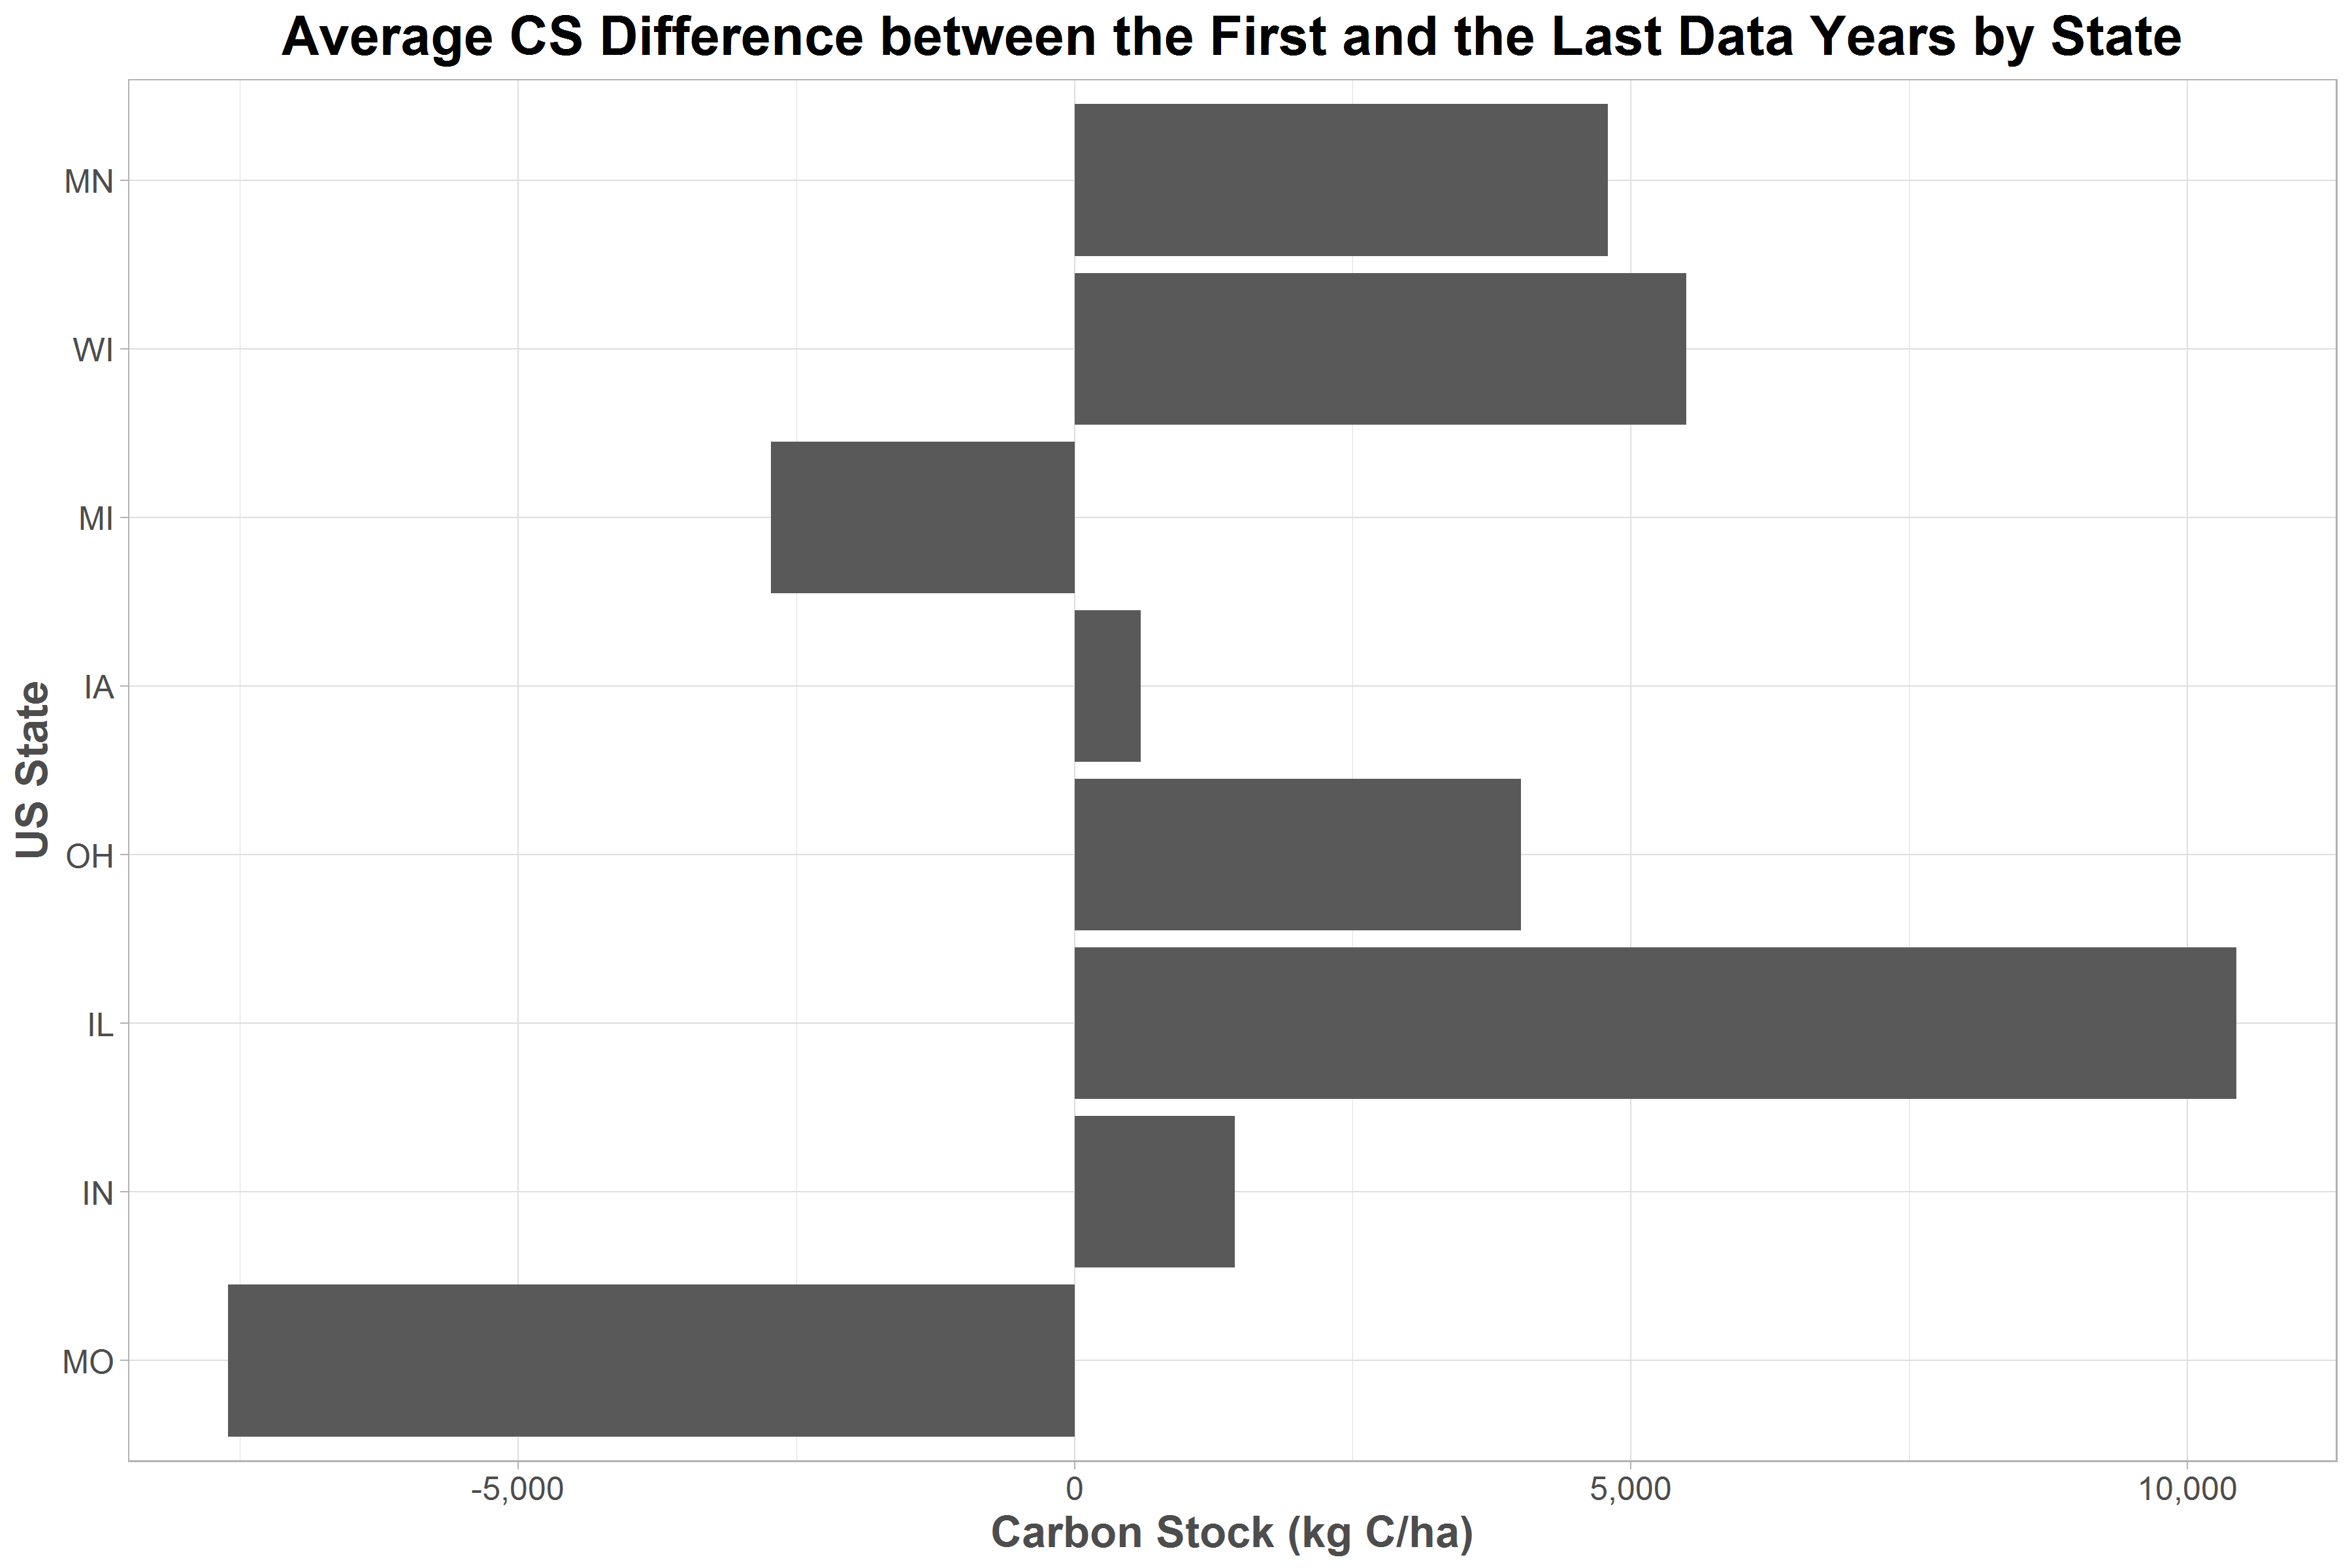 Average CS Difference between the First and the Last Data Years by State
US State
MN
WI
MI
IA
OH
IL
IN
MO
-5,000
0
5,000
10,000
Carbon Stock (kg C/ha)